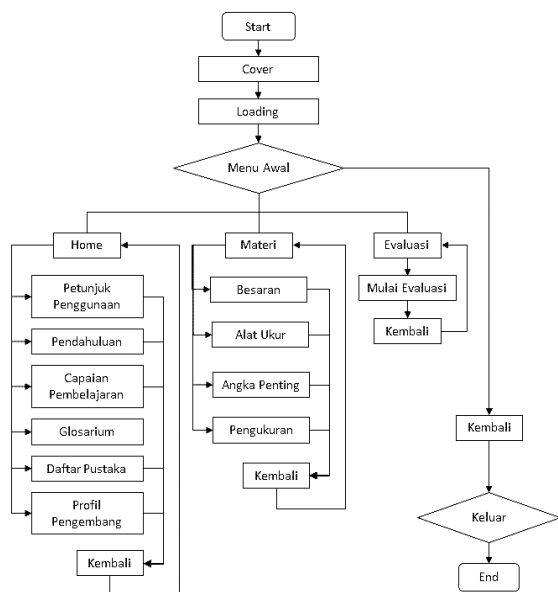 Start
Cover
Loading
Menu Awal
Home
Petunjuk
Penggunaan
Pendahuluan
Capaian
Pembelajaran
Glosarium
Daftar Pustaka
Profil
Pengembang
Kembali
Materi
Besaran
Alat Ukur
Angka Penting
Pengukuran
Kembali
Evaluasi
Mulai Evaluasi
Kembali
Kembali
Keluar
End